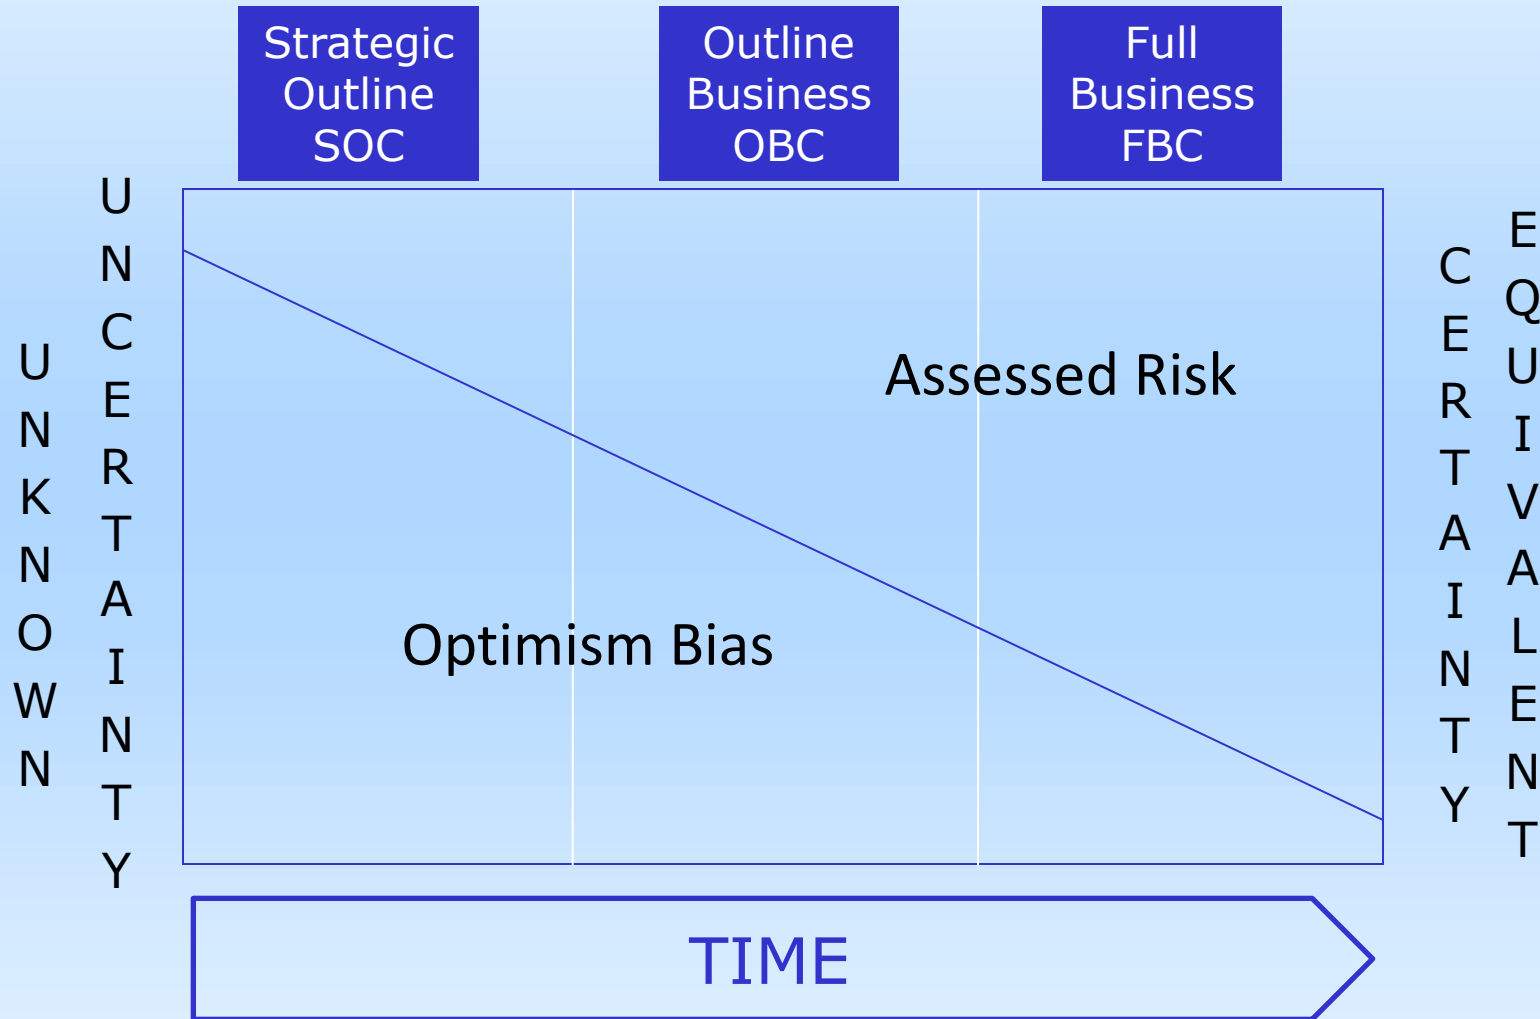 Strategic
Outline
SOC
Outline
Business
OBC
Full
Business
FBC
UNKNOWN
UNCERTAINTY
Assessed Risk
Optimism Bias
CERTAINTY
EQUIVALENT
TIME